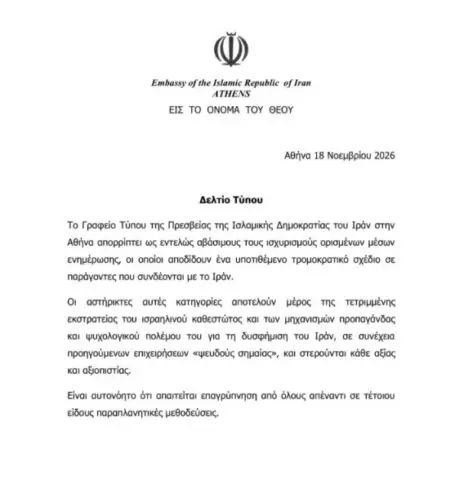 Embassy of the Islamic Republic of Iran
ATHENS
ΕΙΣ ΤΟ ΟΝΟΜΑ ΤΟΥ ΘΕΟΥ
Αθήνα 18 Νοεμβρίου 2026
Δελτίο Τύπου
Το Γραφείο Τύπου της Πρεσβείας της Ισλαμικής Δημοκρατίας του Ιράν στην
Αθήνα απορρίπτει ως εντελώς αβάσιμους τους ισχυρισμούς ορισμένων μέσων
ενημέρωσης, οι οποίοι αποδίδουν ένα υποτιθέμενο τρομοκρατικό σχέδιο σε
παράγοντες που συνδέονται με το Ιράν.
Οι αστήρικτες αυτές κατηγορίες αποτελούν μέρος της τετριμμένης
εκστρατείας του ισραηλινού καθεστώτος και των μηχανισμών προπαγάνδας
και ψυχολογικού πολέμου του για τη δυσφήμιση του Ιράν, σε συνέχεια
προηγούμενων επιχειρήσεων «ψευδούς σημαίας», και στερούνται κάθε αξίας
και αξιοπιστίας.
Είναι αυτονόητο ότι απαιτείται επαγρύπνηση από όλους απέναντι σε τέτοιου
είδους παραπλανητικές μεθοδεύσεις.